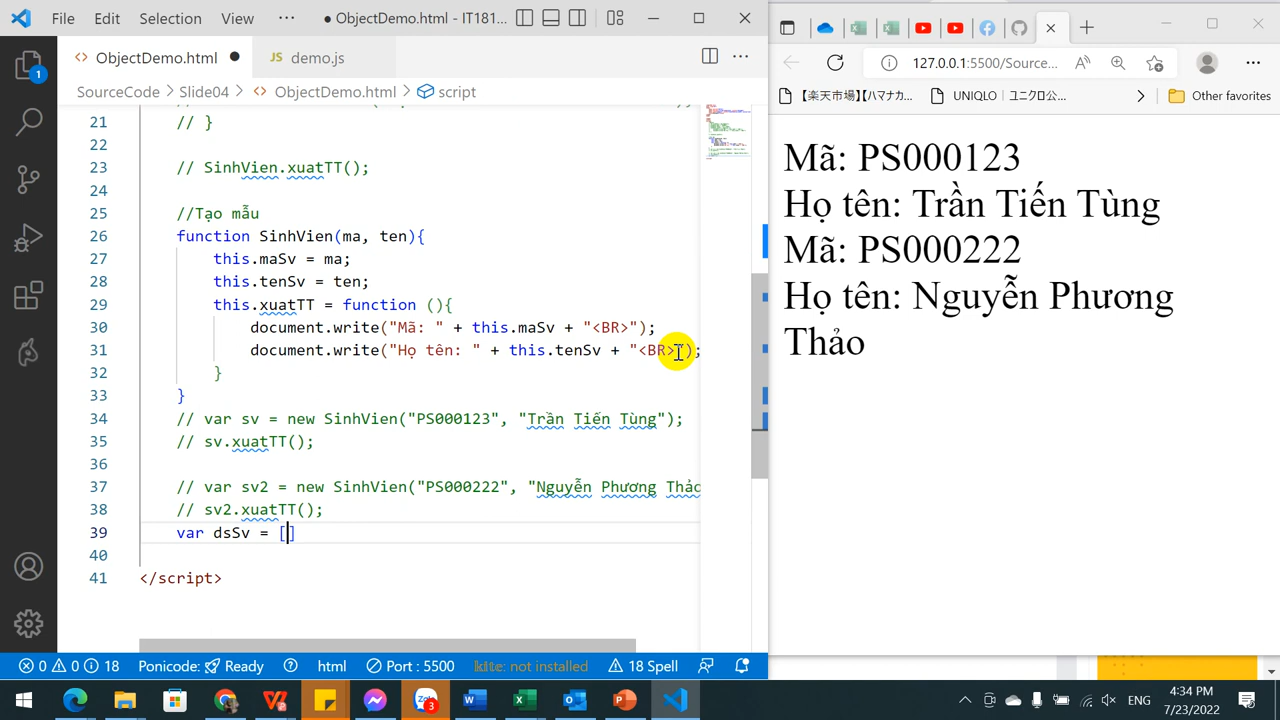 File Edit Selection View ··· ● ObjectDemo.html - IT181...
ObjectDemo.html ● demo.js ···
SourceCode > Slide04 > ObjectDemo.html > script
21 // }
22
23 // SinhVien.xuatTT();
24
25 //Tạo mẫu
26 function SinhVien(ma, ten){
27 this.maSv = ma;
28 this.tenSv = ten;
29 this.xuatTT = function (){
30 document.write("Mã: " + this.maSv + "<BR>");
31 document.write("Họ tên: " + this.tenSv + "<BR>");
32 }
33 }
34 // var sv = new SinhVien("PS000123", "Trần Tiến Tùng");
35 // sv.xuatTT();
36
37 // var sv2 = new SinhVien("PS000222", "Nguyễn Phương Thảo
38 // sv2.xuatTT();
39 var dsSv = []
40
41 </script>
1
0 0 18 Ponicode: Ready html Port : 5500 kite: not installed 18 Spell
127.0.0.1:5500/Source...
【楽天市場】【ハマナカ... UNIQLO | ユニクロ公... Other favorites
Mã: PS000123
Họ tên: Trần Tiến Tùng
Mã: PS000222
Họ tên: Nguyễn Phương
Thảo
Zalo 3
ENG
4:34 PM
7/23/2022